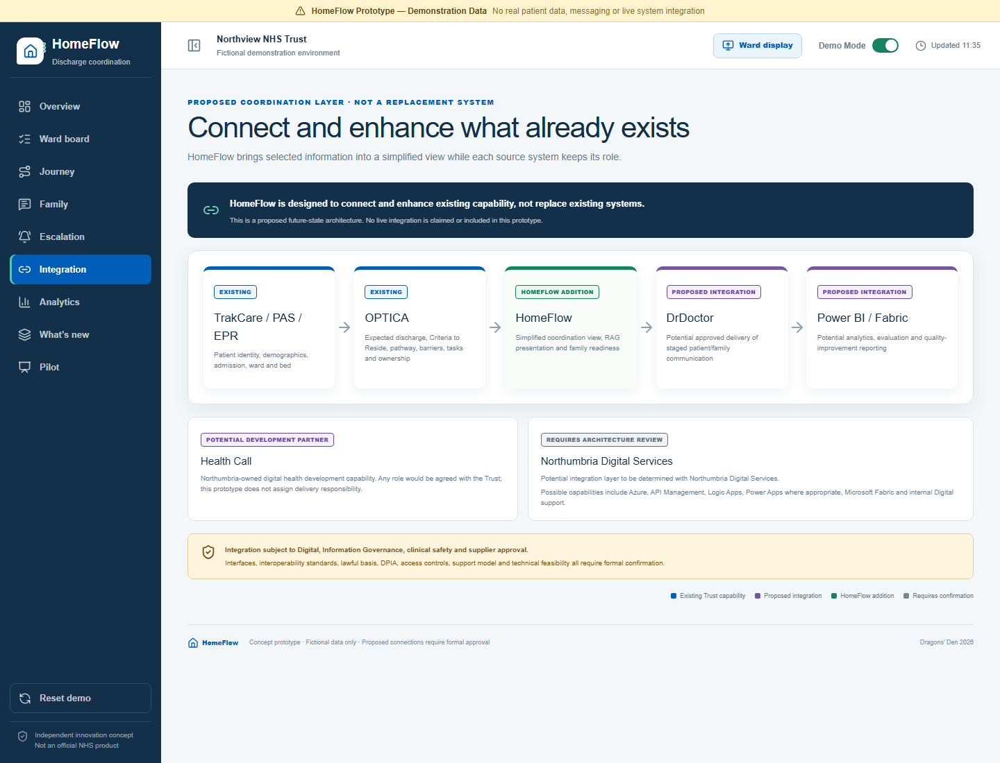 HomeFlow Prototype — Demonstration Data No real patient data, messaging or live system integration
HomeFlow
Discharge coordination
Overview
Ward board
Journey
Family
Escalation
Integration
Analytics
What's new
Pilot
Reset demo
Independent innovation concept
Not an official NHS product
Northview NHS Trust
Fictional demonstration environment
Ward display
Demo Mode
Updated 11:35
PROPOSED COORDINATION LAYER · NOT A REPLACEMENT SYSTEM
Connect and enhance what already exists
HomeFlow brings selected information into a simplified view while each source system keeps its role.
HomeFlow is designed to connect and enhance existing capability, not replace existing systems.
This is a proposed future-state architecture. No live integration is claimed or included in this prototype.
EXISTING
TrakCare / PAS /
EPR
Patient identity, demographics,
admission, ward and bed
EXISTING
OPTICA
Expected discharge, Criteria to
Reside, pathway, barriers, tasks
and ownership
HOMEFLOW ADDITION
HomeFlow
Simplified coordination view, RAG
presentation and family readiness
PROPOSED INTEGRATION
DrDoctor
Potential approved delivery of
staged patient/family
communication
PROPOSED INTEGRATION
Power BI / Fabric
Potential analytics, evaluation and quality-
improvement reporting
POTENTIAL DEVELOPMENT PARTNER
Health Call
Northumbria-owned digital health development capability. Any role would be agreed with the Trust;
this prototype does not assign delivery responsibility.
REQUIRES ARCHITECTURE REVIEW
Northumbria Digital Services
Potential integration layer to be determined with Northumbria Digital Services.
Possible capabilities include Azure, API Management, Logic Apps, Power Apps where appropriate, Microsoft Fabric and internal Digital
support.
Integration subject to Digital, Information Governance, clinical safety and supplier approval.
Interfaces, interoperability standards, lawful basis, DPIA, access controls, support model and technical feasibility all require formal confirmation.
Existing Trust capability
Proposed integration
HomeFlow addition
Requires confirmation
HomeFlow
Concept prototype · Fictional data only · Proposed connections require formal approval
Dragons' Den 2026